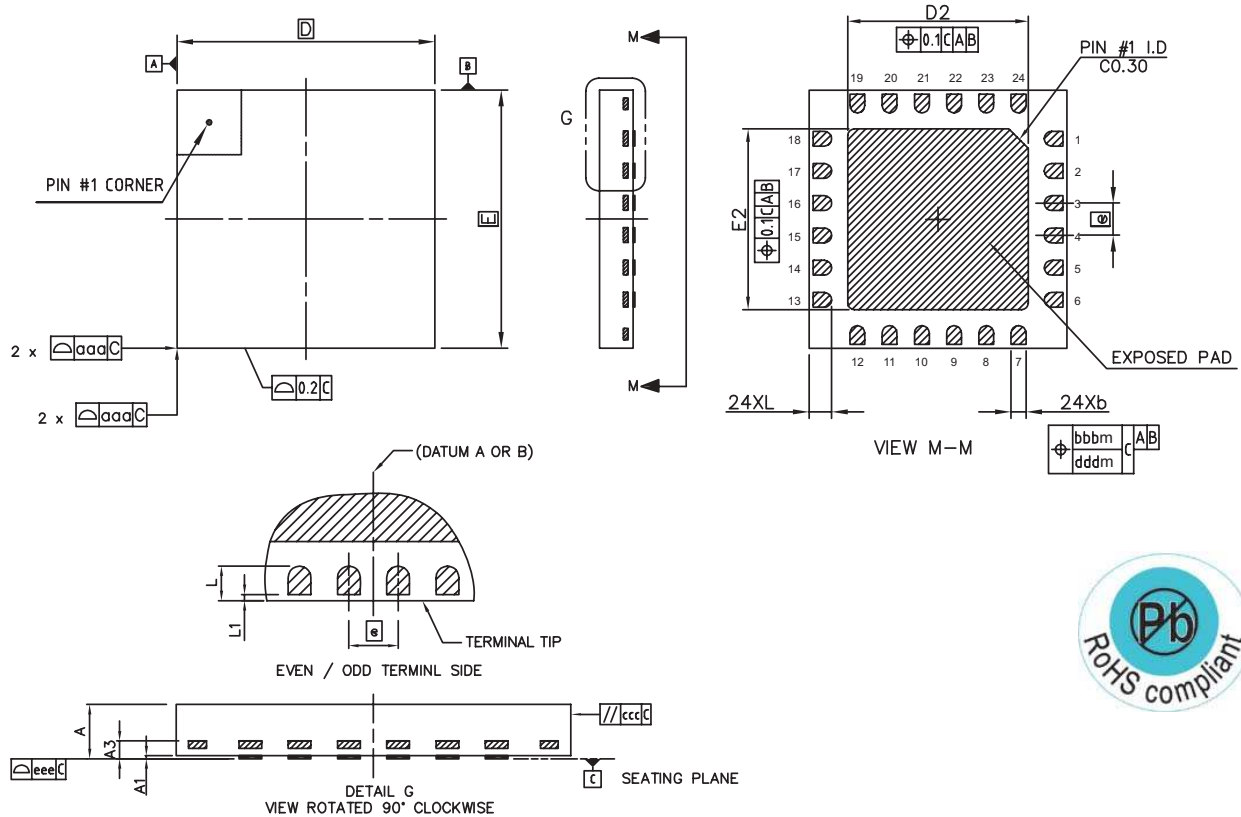 D
A
B
PIN #1 CORNER
E
2 x aaa C
2 x aaa C
0.2 C
M
G
M
D2
0.1 C A B
PIN #1 I.D
C0.30
19 20 21 22 23 24
18
17
16
15
14
13
1
2
3
4
5
6
E2
0.1 C A B
e
12 11 10 9 8 7
EXPOSED PAD
24XL
24Xb
VIEW M-M
bbbm C A B
dddm
(DATUM A OR B)
L
L1
e
TERMINAL TIP
EVEN / ODD TERMINL SIDE
A
A3
A1
// ccc C
eee C
C SEATING PLANE
DETAIL G
VIEW ROTATED 90° CLOCKWISE
Pb
RoHS compliant